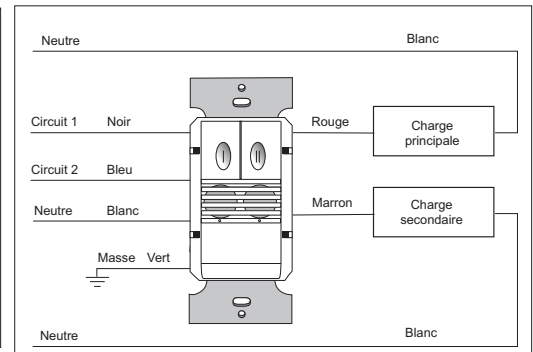 Neutre Blanc
Circuit 1 Noir Rouge Charge
principale
I II
Circuit 2 Bleu
Neutre Blanc Marron Charge
secondaire
Masse Vert
Neutre Blanc